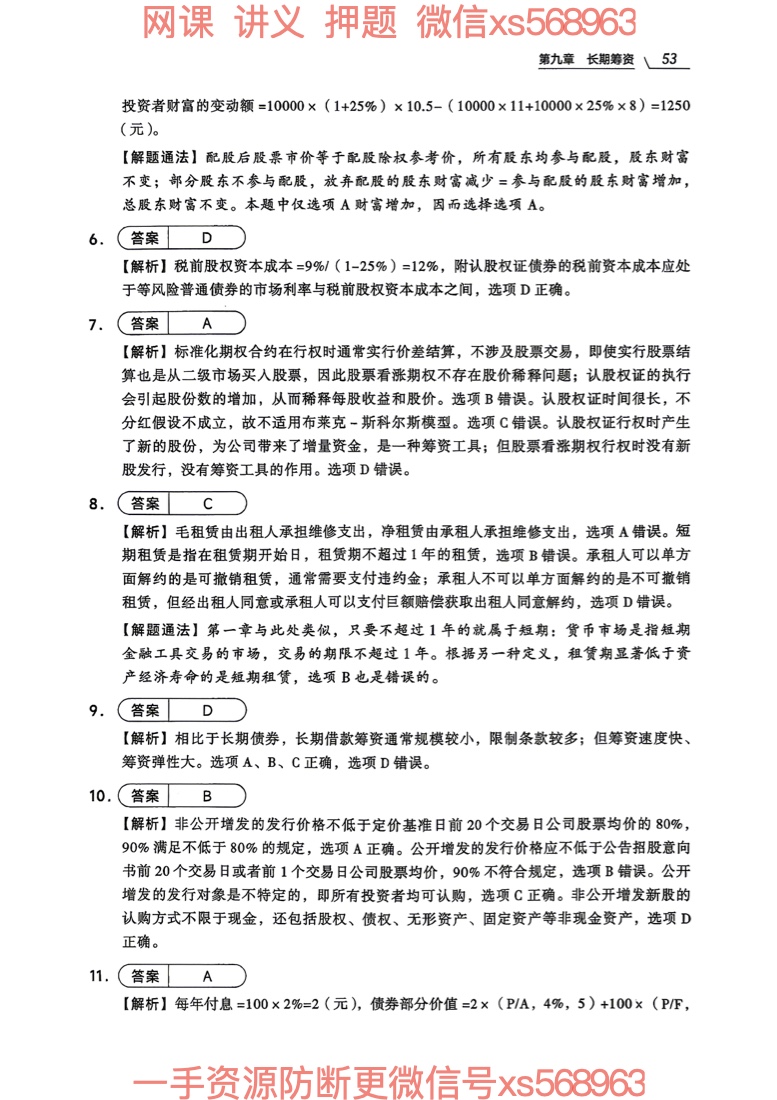 网课 讲义 押题 微信xs568963
第九章 长期筹资 53
投资者财富的变动额=10000×（1+25%）×10.5-（10000×11+10000×25%×8）=1250
（元）。
【解题通法】配股后股票市价等于配股除权参考价，所有股东均参与配股，股东财富
不变；部分股东不参与配股，放弃配股的股东财富减少=参与配股的股东财富增加，
总股东财富不变。本题中仅选项A财富增加，因而选择选项A。
6. 答案 D
【解析】税前股权资本成本=9%/（1-25%）=12%，附认股权证债券的税前资本成本应处
于等风险普通债券的市场利率与税前股权资本成本之间，选项D正确。
7. 答案 A
【解析】标准化期权合约在行权时通常实行价差结算，不涉及股票交易，即使实行股票结
算也是从二级市场买入股票，因此股票看涨期权不存在股价稀释问题；认股权证的执行
会引起股份数的增加，从而稀释每股收益和股价。选项B错误。认股权证时间很长，不
分红假设不成立，故不适用布莱克-斯科尔斯模型。选项C错误。认股权证行权时产生
了新的股份，为公司带来了增量资金，是一种筹资工具；但股票看涨期权行权时没有新
股发行，没有筹资工具的作用。选项D错误。
8. 答案 C
【解析】毛租赁由出租人承担维修支出，净租赁由承租人承担维修支出，选项A错误。短
期租赁是指在租赁期开始日，租赁期不超过1年的租赁，选项B错误。承租人可以单方
面解约的是可撤销租赁，通常需要支付违约金；承租人不可以单方面解约的是不可撤销
租赁，但经出租人同意或承租人可以支付巨额赔偿获取出租人同意解约，选项D错误。
【解题通法】第一章与此处类似，只要不超过1年的就属于短期：货币市场是指短期
金融工具交易的市场，交易的期限不超过1年。根据另一种定义，租赁期显著低于资
产经济寿命的是短期租赁，选项B也是错误的。
9. 答案 D
【解析】相比于长期债券，长期借款筹资通常规模较小，限制条款较多；但筹资速度快、
筹资弹性大。选项A、B、C正确，选项D错误。
10. 答案 B
【解析】非公开增发的发行价格不低于定价基准日前20个交易日公司股票均价的80%，
90%满足不低于80%的规定，选项A正确。公开增发的发行价格应不低于公告招股意向
书前20个交易日或者前1个交易日公司股票均价，90%不符合规定，选项B错误。公开
增发的发行对象是不特定的，即所有投资者均可认购，选项C正确。非公开增发新股的
认购方式不限于现金，还包括股权、债权、无形资产、固定资产等非现金资产，选项D
正确。
11. 答案 A
【解析】每年付息=100×2%=2（元），债券部分价值=2×（P/A，4%，5）+100×（P/F，
一手资源防断更微信号xs568963